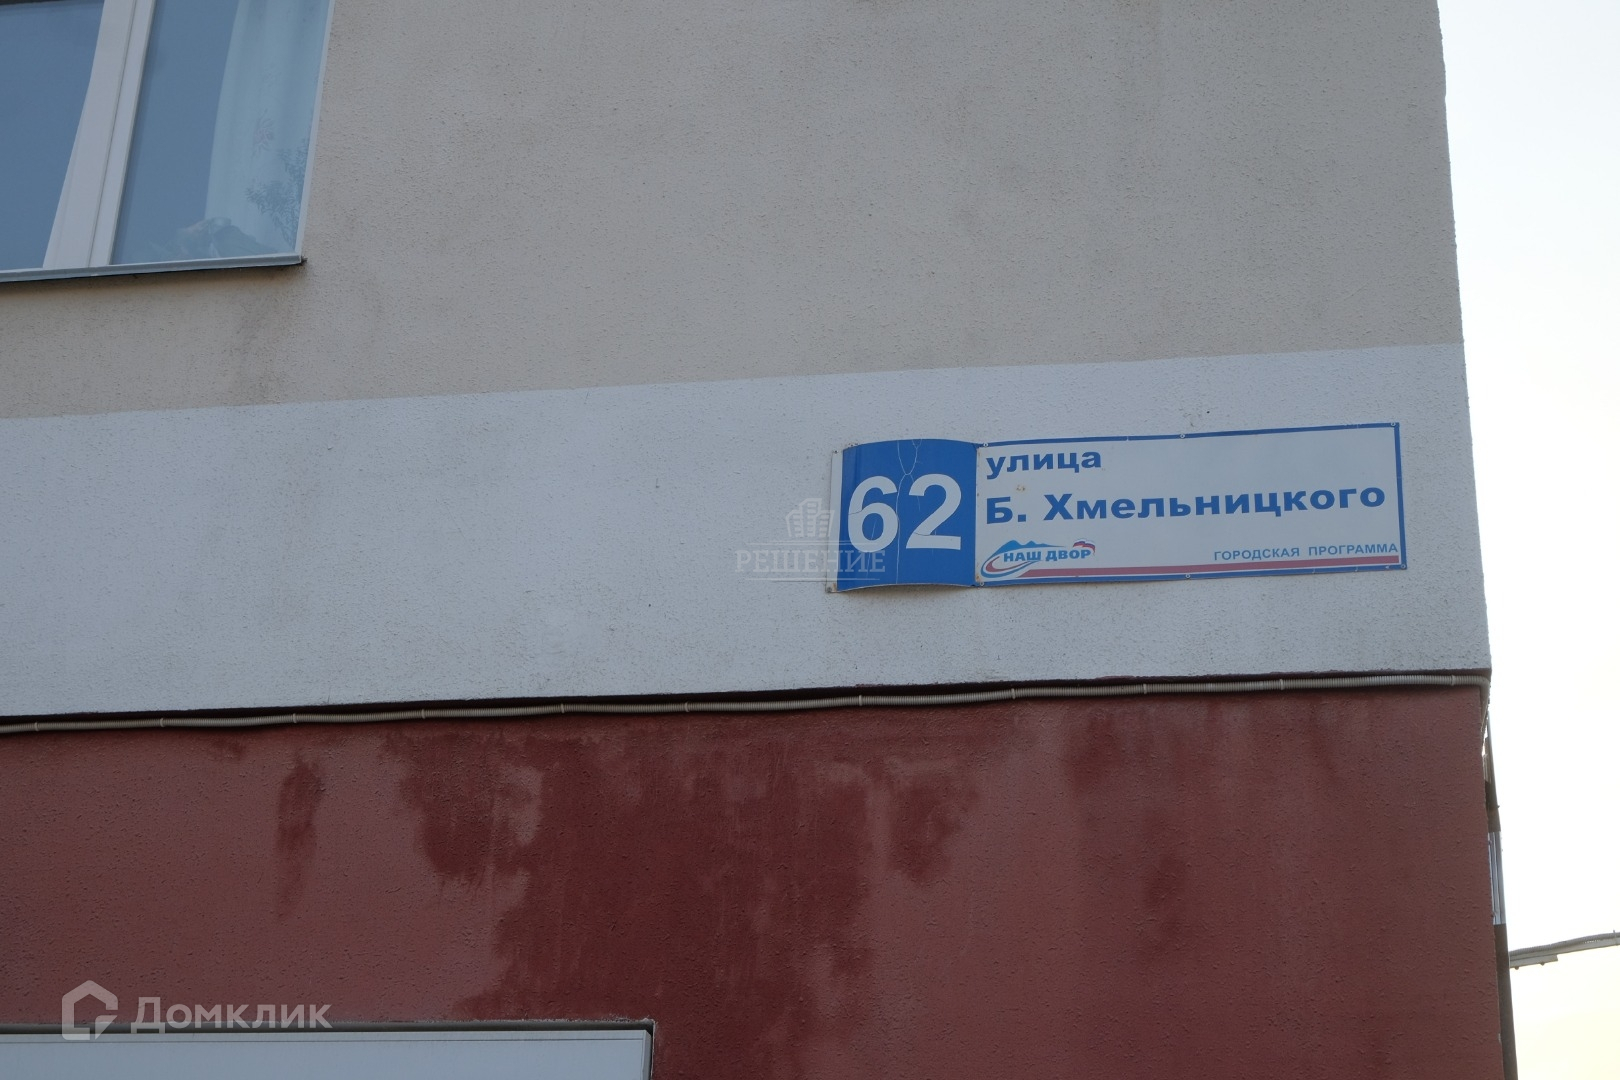 62
улица
Б. Хмельницкого
НАШ ДВОР
ГОРОДСКАЯ ПРОГРАММА
РЕШЕНИЕ
Домклик